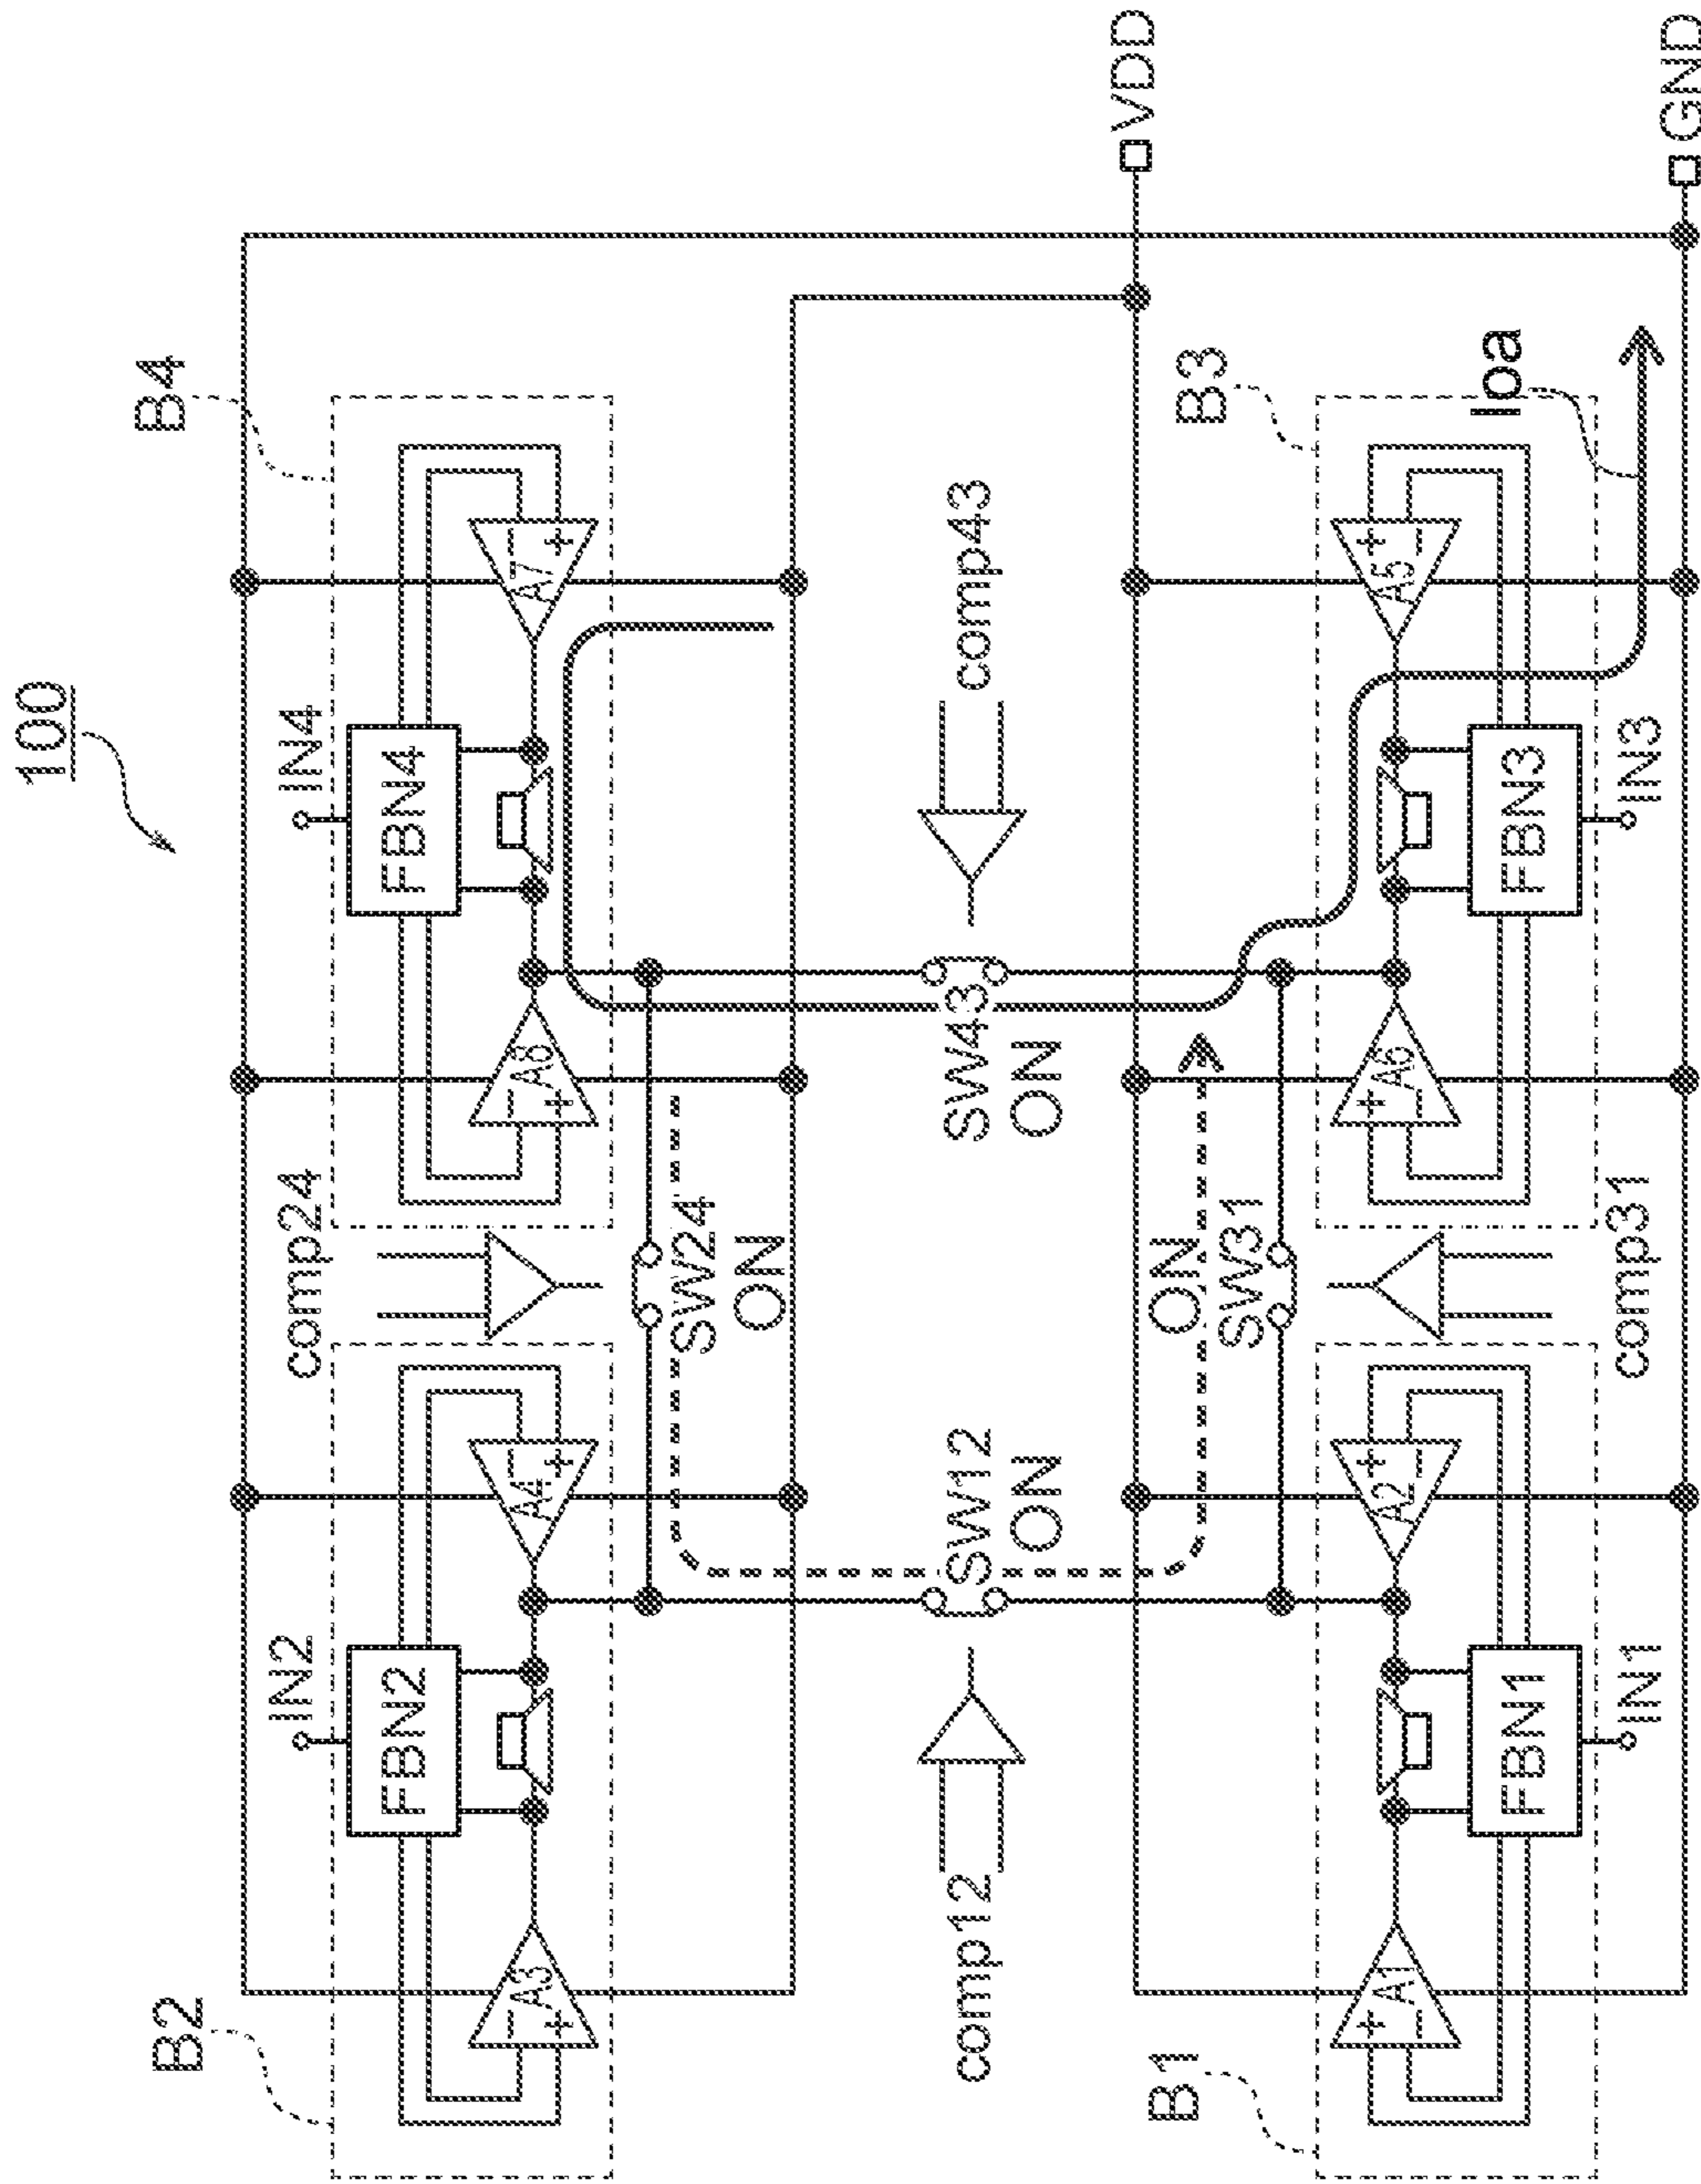 100
B2
B4
IN2
comp24
IN4
FBN2
FBN4
A3
-
+
A4
-
+
A8
-
+
A7
-
+
SW24
ON
comp12
SW12
ON
SW43
ON
comp43
VDD
ON
SW31
B1
B3
A1
+
-
A2
+
-
A6
+
-
A5
+
-
Ioa
FBN1
FBN3
IN1
comp31
IN3
GND